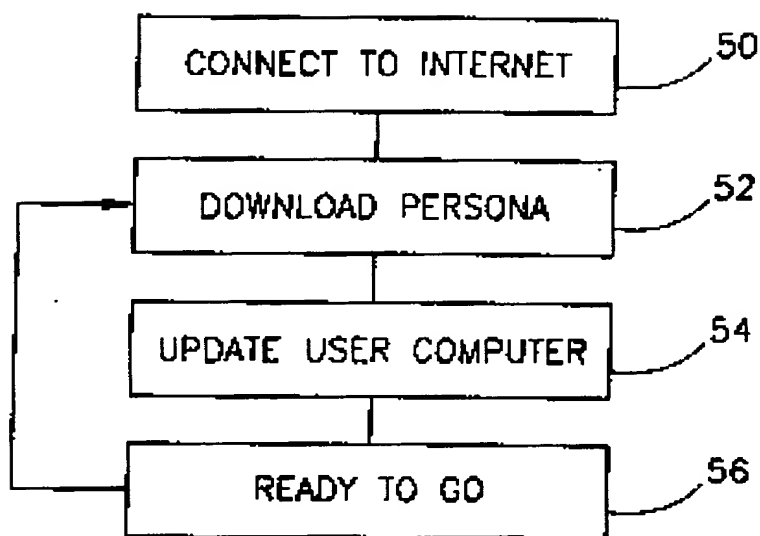 CONNECT TO INTERNET
50
DOWNLOAD PERSONA
52
UPDATE USER COMPUTER
54
READY TO GO
56